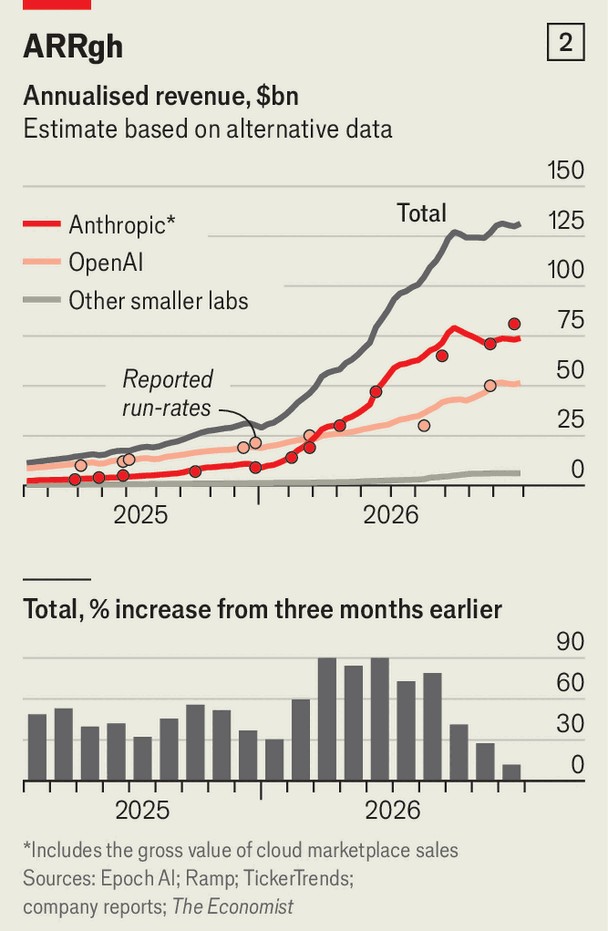 ARRgh
2
Annualised revenue, $bn
Estimate based on alternative data
150
Total
Anthropic*
125
OpenAI
100
Other smaller labs
75
Reported
run-rates
50
25
0
2025
2026
Total, % increase from three months earlier
90
60
30
0
2025
2026
*Includes the gross value of cloud marketplace sales
Sources: Epoch AI; Ramp; TickerTrends;
company reports; The Economist